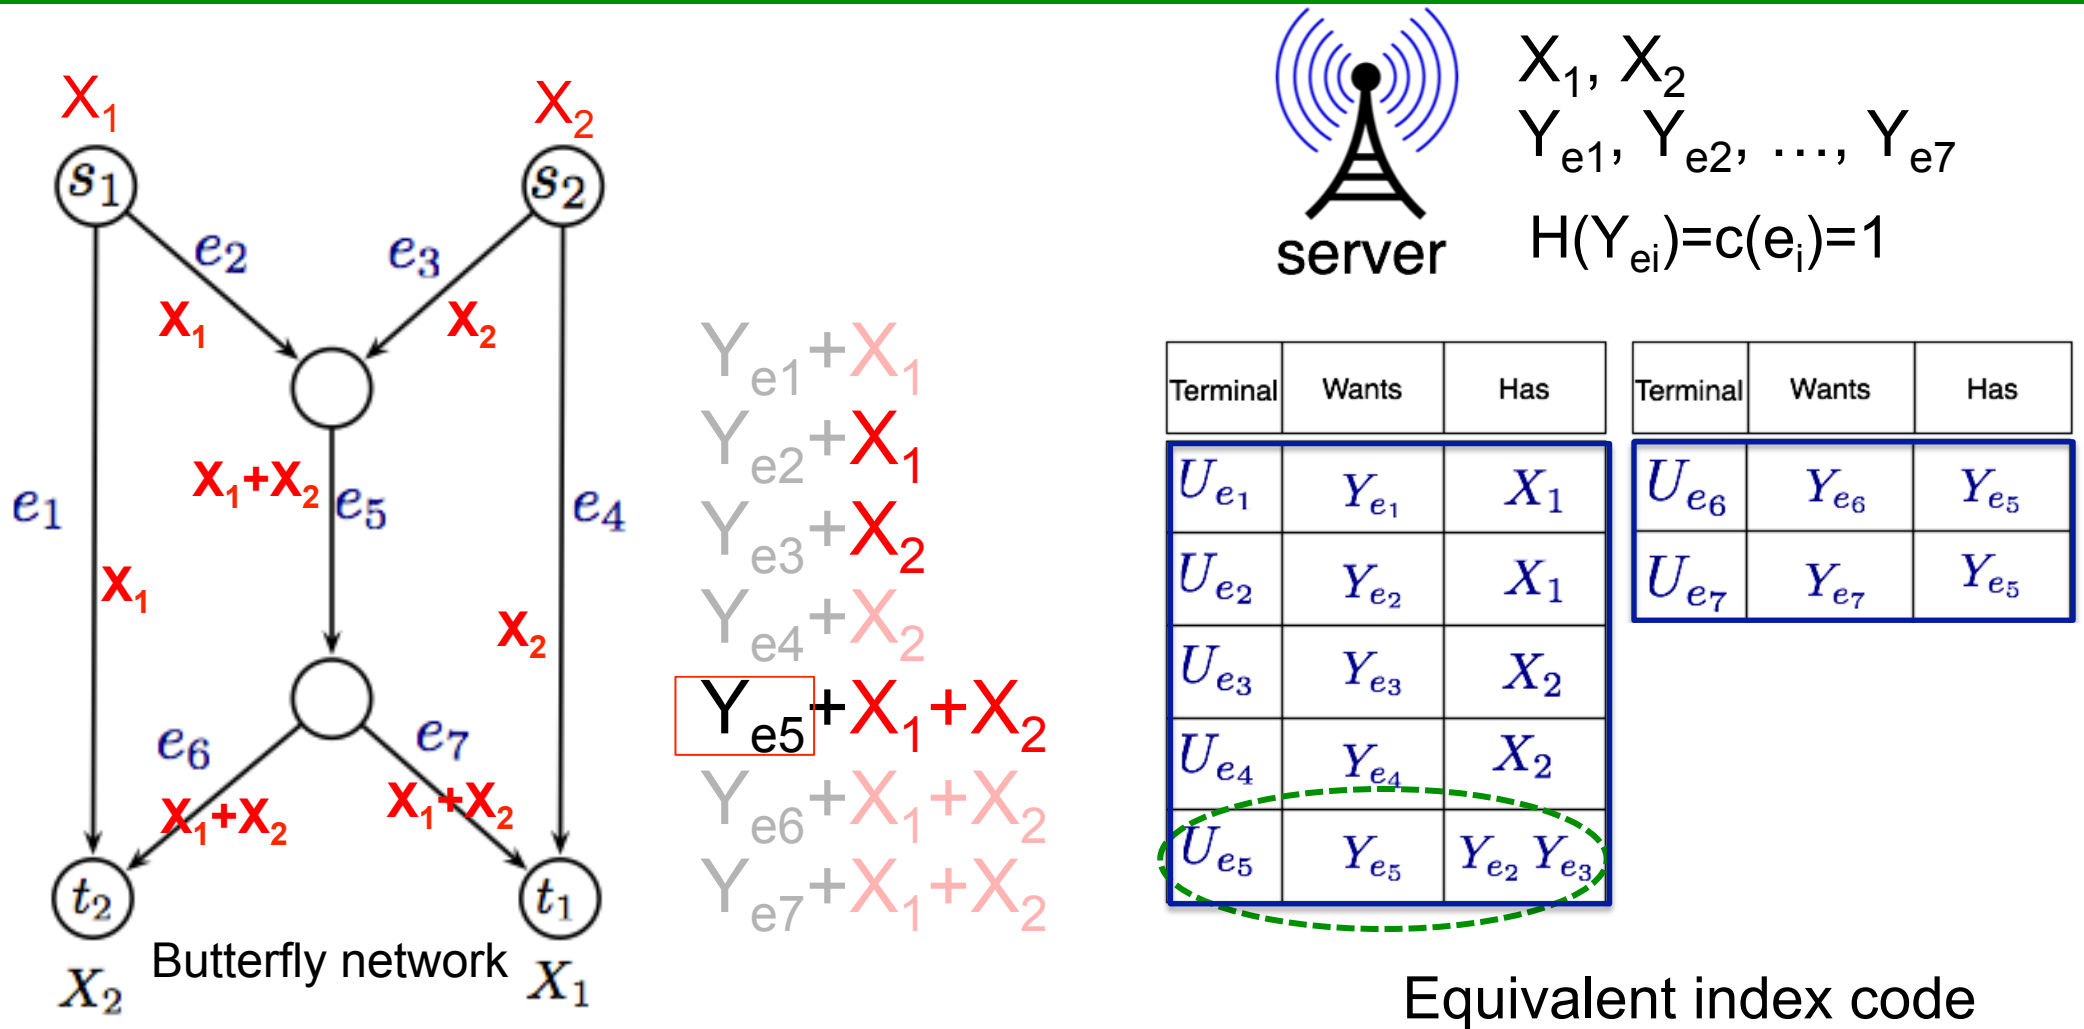 X₁
X₂
s₁
s₂
e₂
e₃
X₁
X₂
X₁+X₂
e₁
e₅
e₄
X₁
X₂
e₆
e₇
X₁+X₂
X₁+X₂
t₂
t₁
Butterfly network
X₂
X₁
Yₑ₁+X₁
Yₑ₂+X₁
Yₑ₃+X₂
Yₑ₄+X₂
Yₑ₅+X₁+X₂
Yₑ₆+X₁+X₂
Yₑ₇+X₁+X₂
server
X₁, X₂
Yₑ₁, Yₑ₂, …, Yₑ₇
H(Yₑᵢ)=c(eᵢ)=1
Terminal Wants Has
Uₑ₁ Yₑ₁ X₁
Uₑ₂ Yₑ₂ X₁
Uₑ₃ Yₑ₃ X₂
Uₑ₄ Yₑ₄ X₂
Uₑ₅ Yₑ₅ Yₑ₂ Yₑ₃
Terminal Wants Has
Uₑ₆ Yₑ₆ Yₑ₅
Uₑ₇ Yₑ₇ Yₑ₅
Equivalent index code